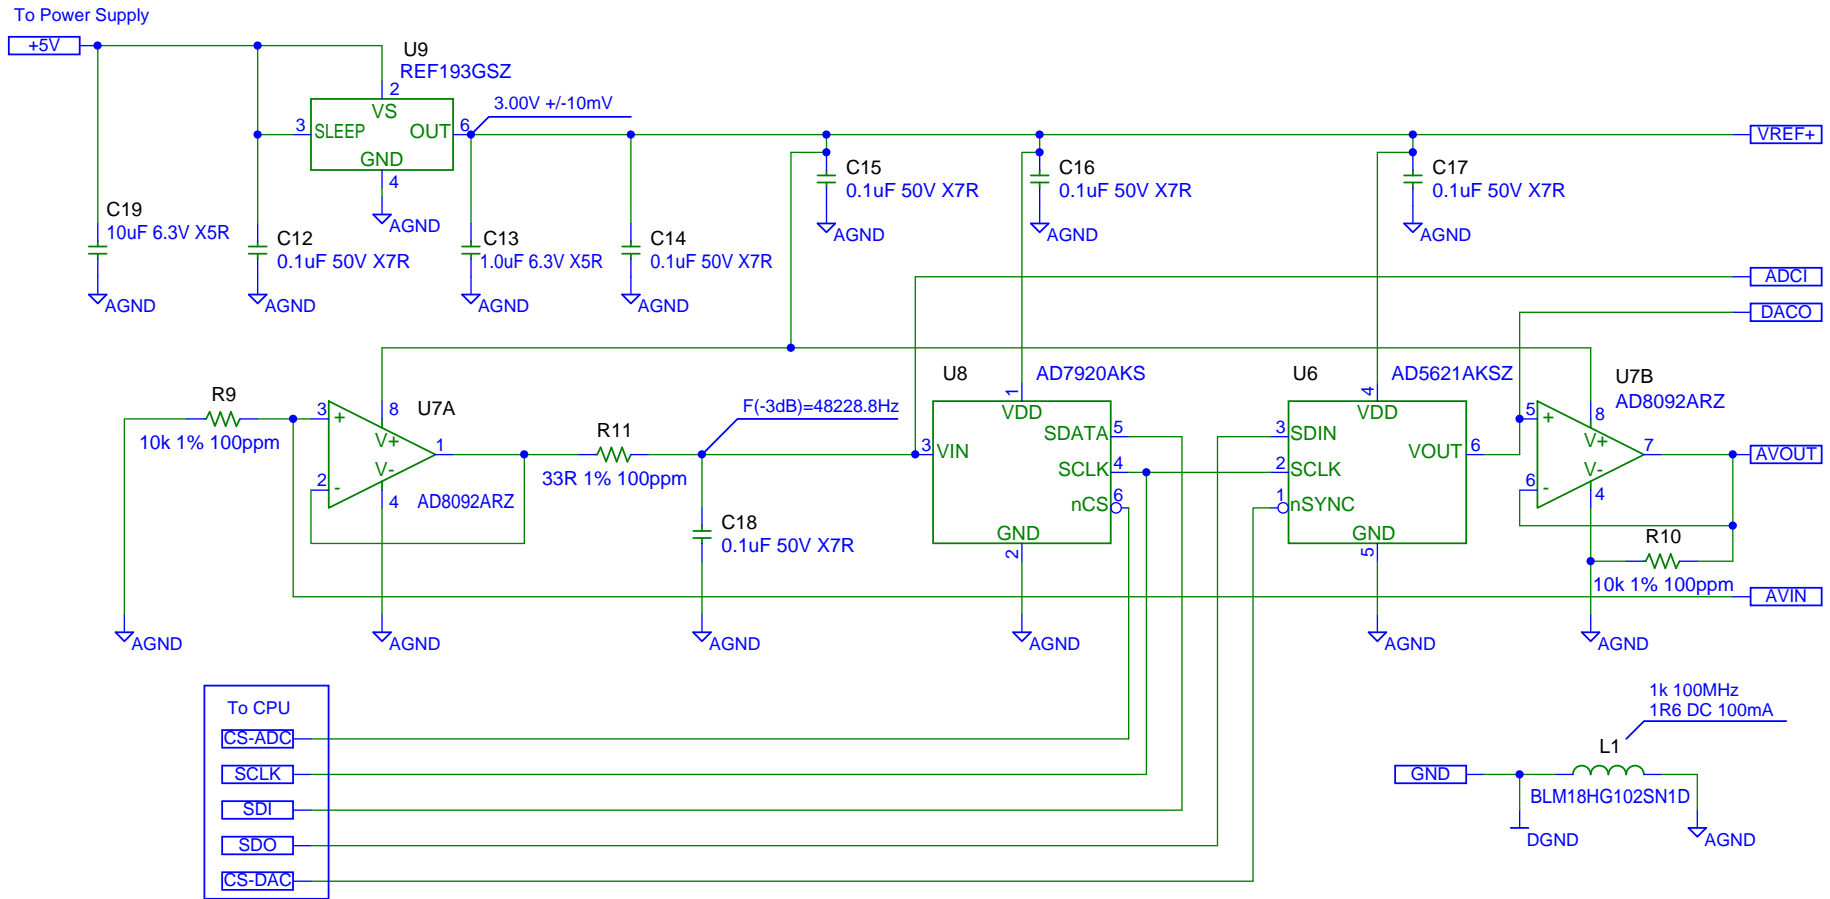 To Power Supply
+5V
U9
REF193GSZ
2
VS
3
SLEEP
OUT
6
GND
4
AGND
3.00V +/-10mV
VREF+
C19
10uF 6.3V X5R
AGND
C12
0.1uF 50V X7R
AGND
C13
1.0uF 6.3V X5R
AGND
C14
0.1uF 50V X7R
AGND
C15
0.1uF 50V X7R
AGND
C16
0.1uF 50V X7R
AGND
C17
0.1uF 50V X7R
AGND
ADCI
DACO
R9
10k 1% 100ppm
AGND
U7A
3
+
8
V+
1
V-
2
-
4
AD8092ARZ
AGND
R11
33R 1% 100ppm
F(-3dB)=48228.8Hz
C18
0.1uF 50V X7R
AGND
U8
AD7920AKS
1
VDD
3
VIN
SDATA
5
SCLK
4
nCS
6
GND
2
AGND
U6
AD5621AKSZ
4
VDD
3
SDIN
2
SCLK
1
nSYNC
VOUT
6
GND
5
AGND
U7B
AD8092ARZ
5
+
8
V+
7
V-
6
-
4
AVOUT
R10
10k 1% 100ppm
AVIN
AGND
To CPU
CS-ADC
SCLK
SDI
SDO
CS-DAC
1k 100MHz
1R6 DC 100mA
L1
GND
BLM18HG102SN1D
DGND
AGND